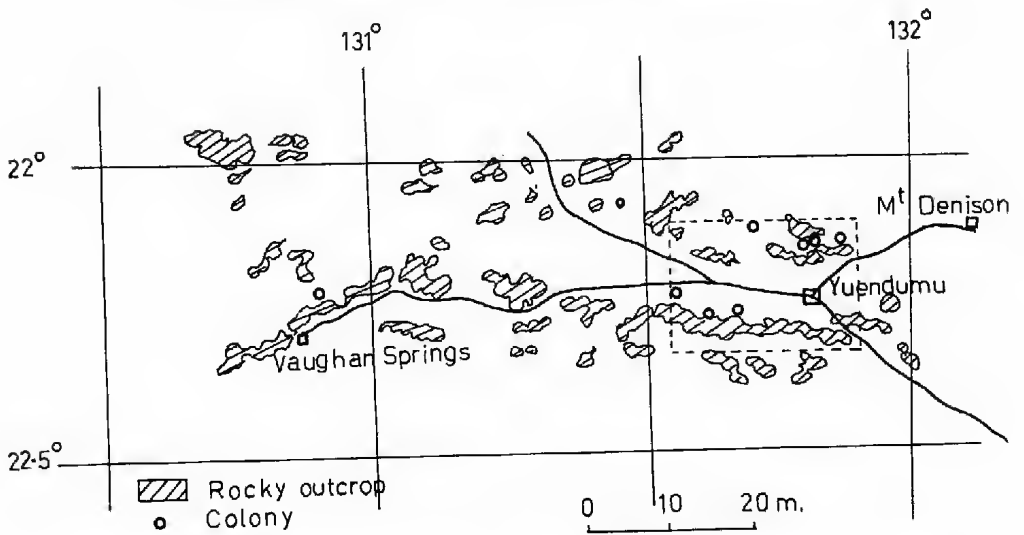 131°
132°
22°
Mt Denison
Yuendumu
Vaughan Springs
22·5°
Rocky outcrop
Colony
0 10 20 m.